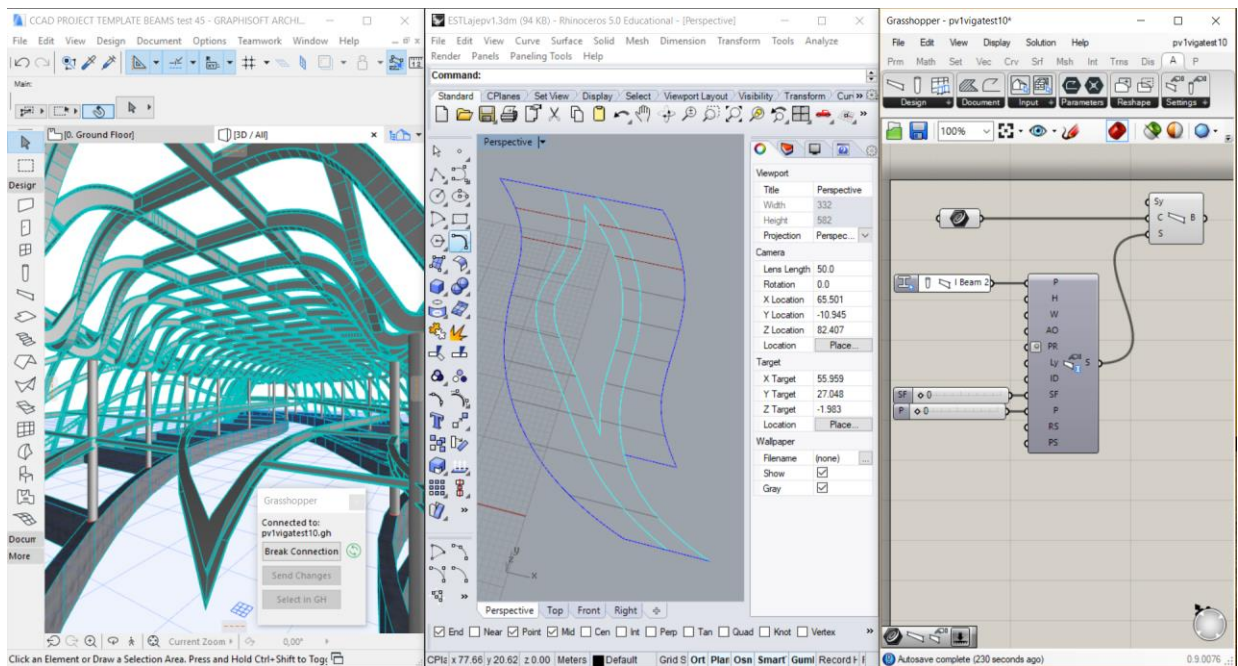 CCAD PROJECT TEMPLATE BEAMS test 45 - GRAPHISOFT ARCHI...
File Edit View Design Document Options Teamwork Window Help
Main:
[0. Ground Floor]
[3D / All]
Desigr
Docum
More
Grasshopper
Connected to:
pv1vigatest10.gh
Break Connection
Send Changes
Select in GH
Current Zoom
0,00°
Click an Element or Draw a Selection Area. Press and Hold Ctrl+Shift to Togg
ESTLajepv1.3dm (94 KB) - Rhinoceros 5.0 Educational - [Perspective]
File Edit View Curve Surface Solid Mesh Dimension Transform Tools Analyze
Render Panels Paneling Tools Help
Command:
Standard CPlanes Set View Display Select Viewport Layout Visibility Transform Curv
Perspective
y
x
Viewport
Title Perspective
Width 332
Height 582
Projection Perspec...
Camera
Lens Length 50.0
Rotation 0.0
X Location 65.501
Y Location -10.945
Z Location 82.407
Location Place...
Target
X Target 55.959
Y Target 27.048
Z Target -1.983
Location Place...
Wallpaper
Filename (none) ...
Show
Gray
Perspective Top Front Right
End Near Point Mid Cen Int Perp Tan Quad Knot Vertex
CPla x 77.66 y 20.62 z 0.00 Meters Default Grid S Ort Plar Osn Smart Guml Record H
Grasshopper - pv1vigatest10*
File Edit View Display Solution Help pv1vigatest10
Prm Math Set Vec Crv Srf Msh Int Trns Dis A P
Design Document Input Parameters Reshape Settings
100%
Sy
C B
S
I Beam 2
P
H
W
AO
PR
Ly S
ID
SF
P
RS
PS
SF 0
P 0
Autosave complete (230 seconds ago) 0.9.0076